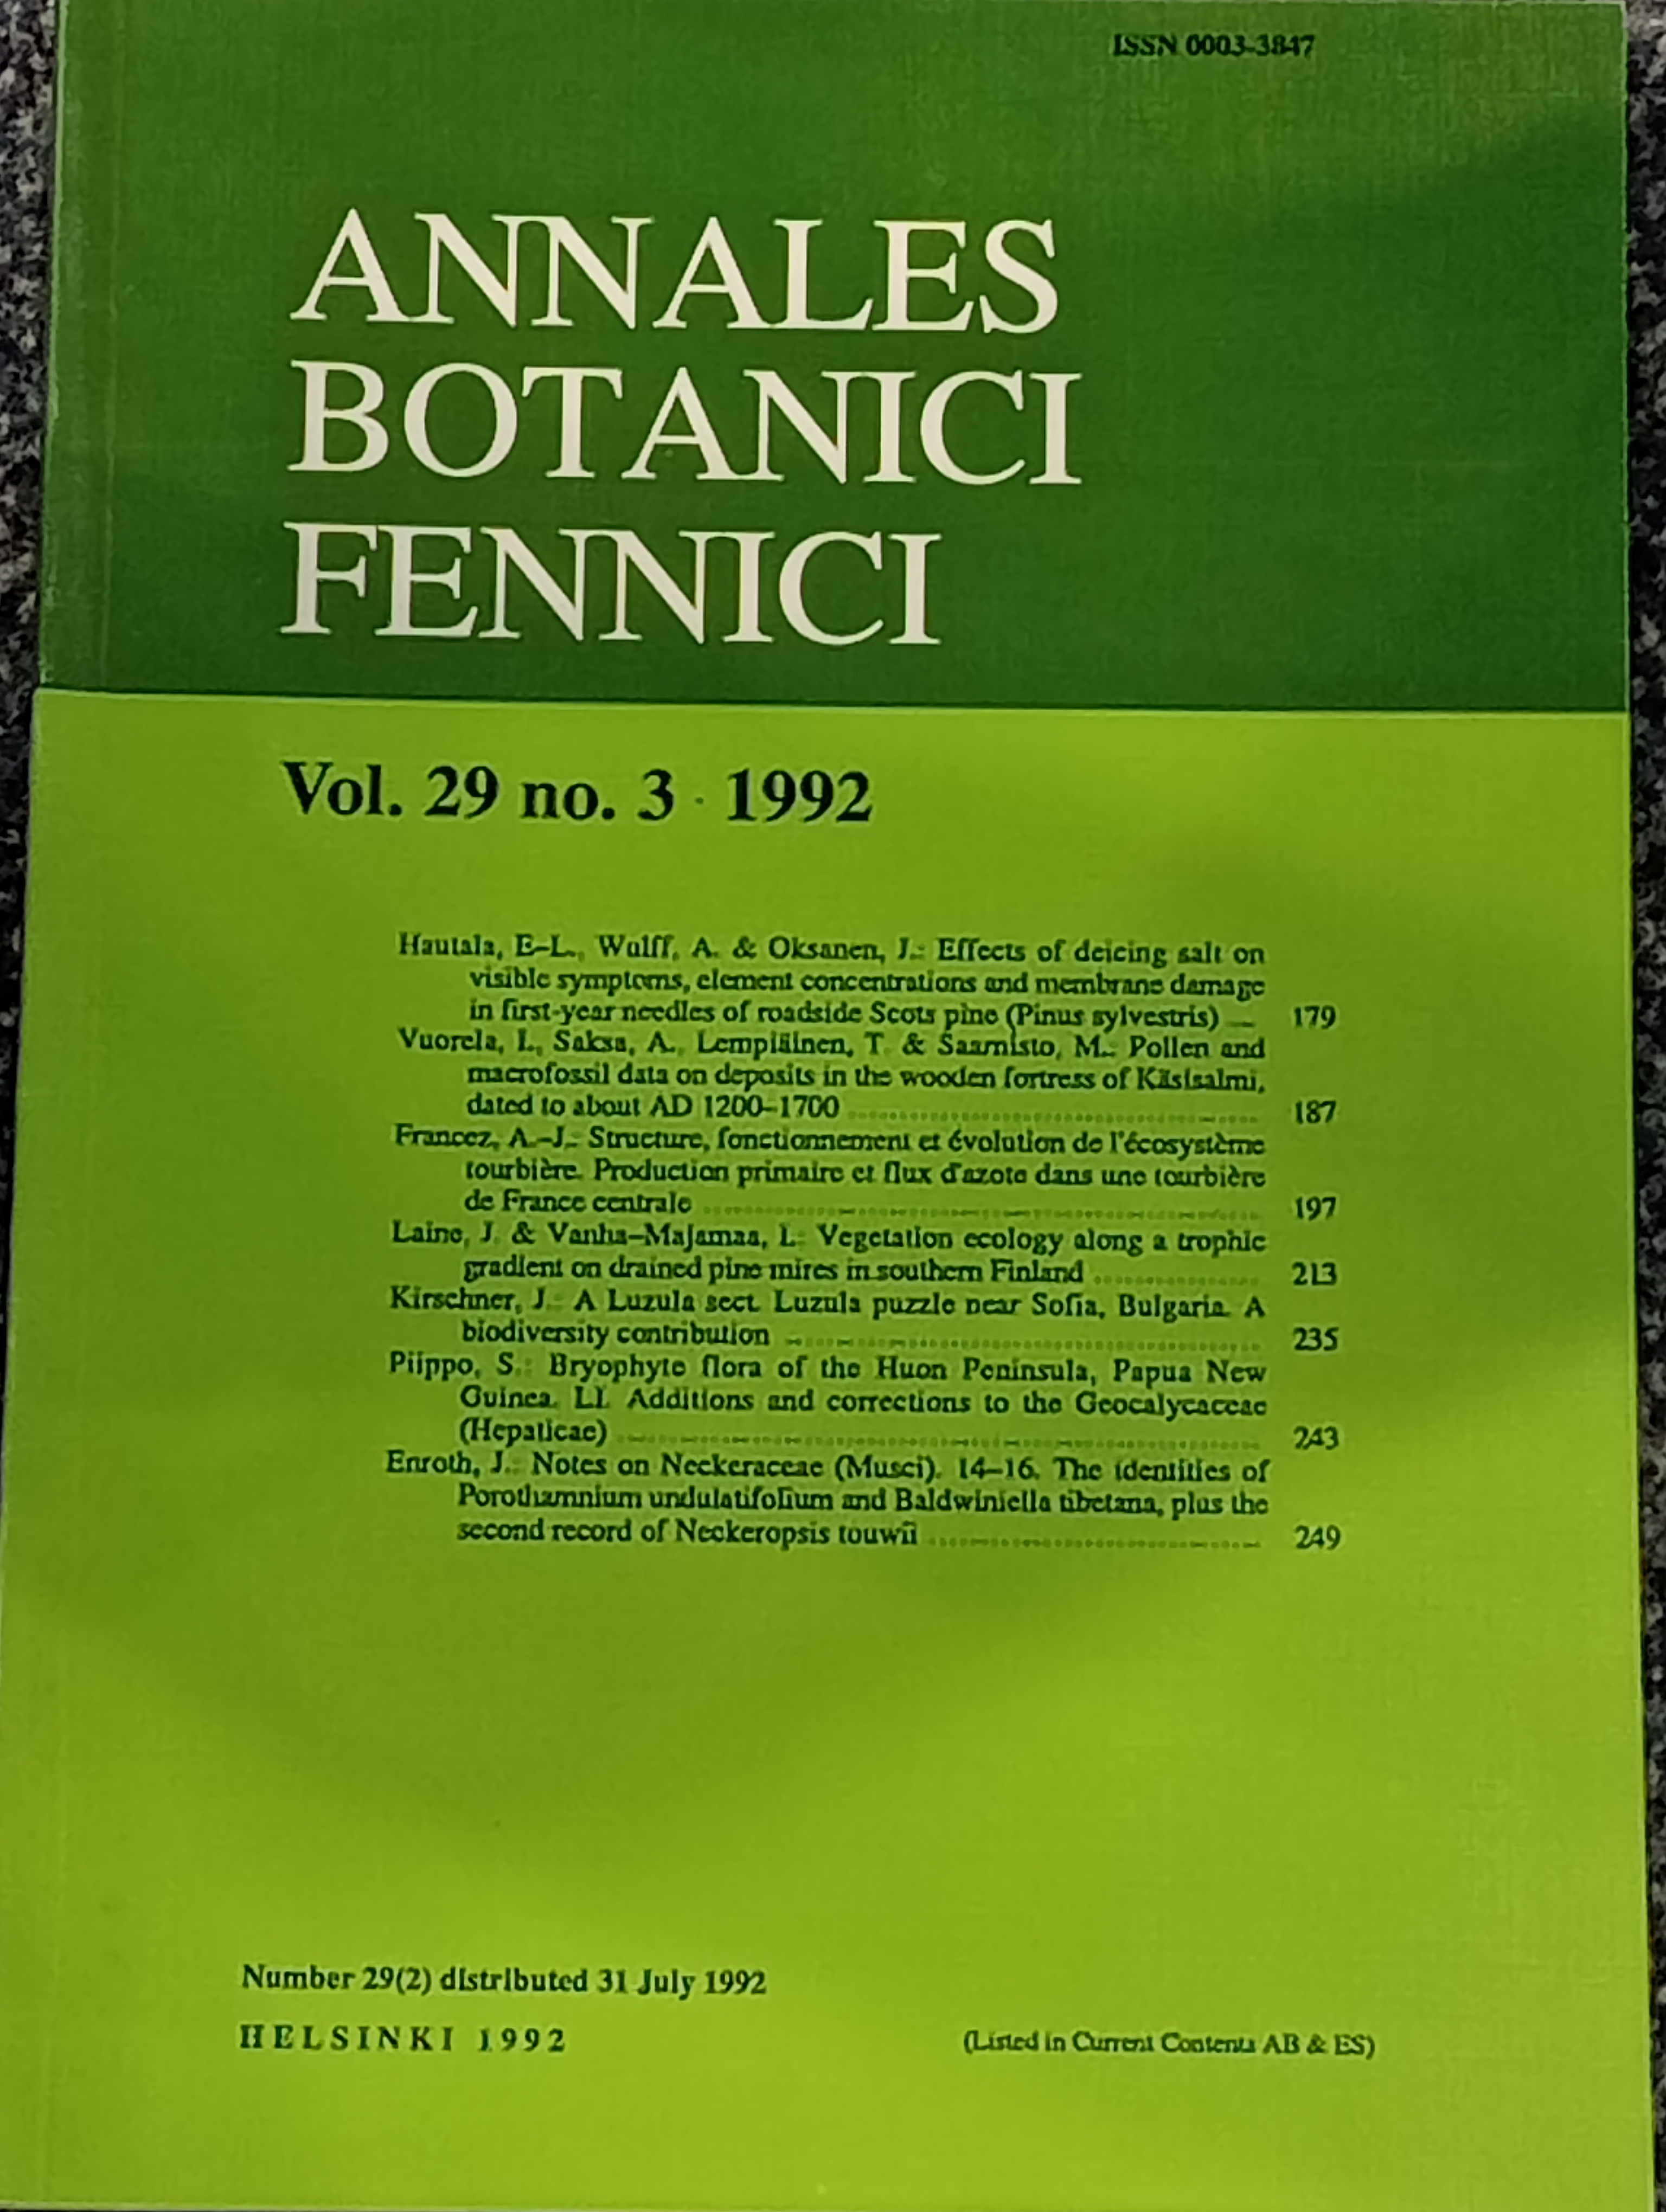 ISSN 0003-3847
ANNALES
BOTANICI
FENNICI
Vol. 29 no. 3 · 1992
Hautala, E–L., Wulff, A. & Oksanen, J.: Effects of deicing salt on
visible symptoms, element concentrations and membrane damage
in first-year needles of roadside Scots pine (Pinus sylvestris) ... 179
Vuorela, I., Saksa, A., Lempiäinen, T. & Saarnisto, M.: Pollen and
macrofossil data on deposits in the wooden fortress of Käsisalmi,
dated to about AD 1200–1700 ........ 187
Francez, A.-J.: Structure, fonctionnement et évolution de l'écosystème
tourbière. Production primaire et flux d'azote dans une tourbière
de France centrale ........ 197
Laine, J. & Vanha–Majamaa, I.: Vegetation ecology along a trophic
gradient on drained pine mires in southern Finland ........ 213
Kirschner, J.: A Luzula sect. Luzula puzzle near Sofia, Bulgaria. A
biodiversity contribution ........ 235
Piippo, S.: Bryophyte flora of the Huon Peninsula, Papua New
Guinea. LI. Additions and corrections to the Geocalycaceae
(Hepaticae) ........ 243
Enroth, J.: Notes on Neckeraceae (Musci). 14–16. The identities of
Porothamnium undulatifolium and Baldwiniella tibetana, plus the
second record of Neckeropsis touwii ........ 249
Number 29(2) distributed 31 July 1992
HELSINKI 1992
(Listed in Current Contents AB & ES)